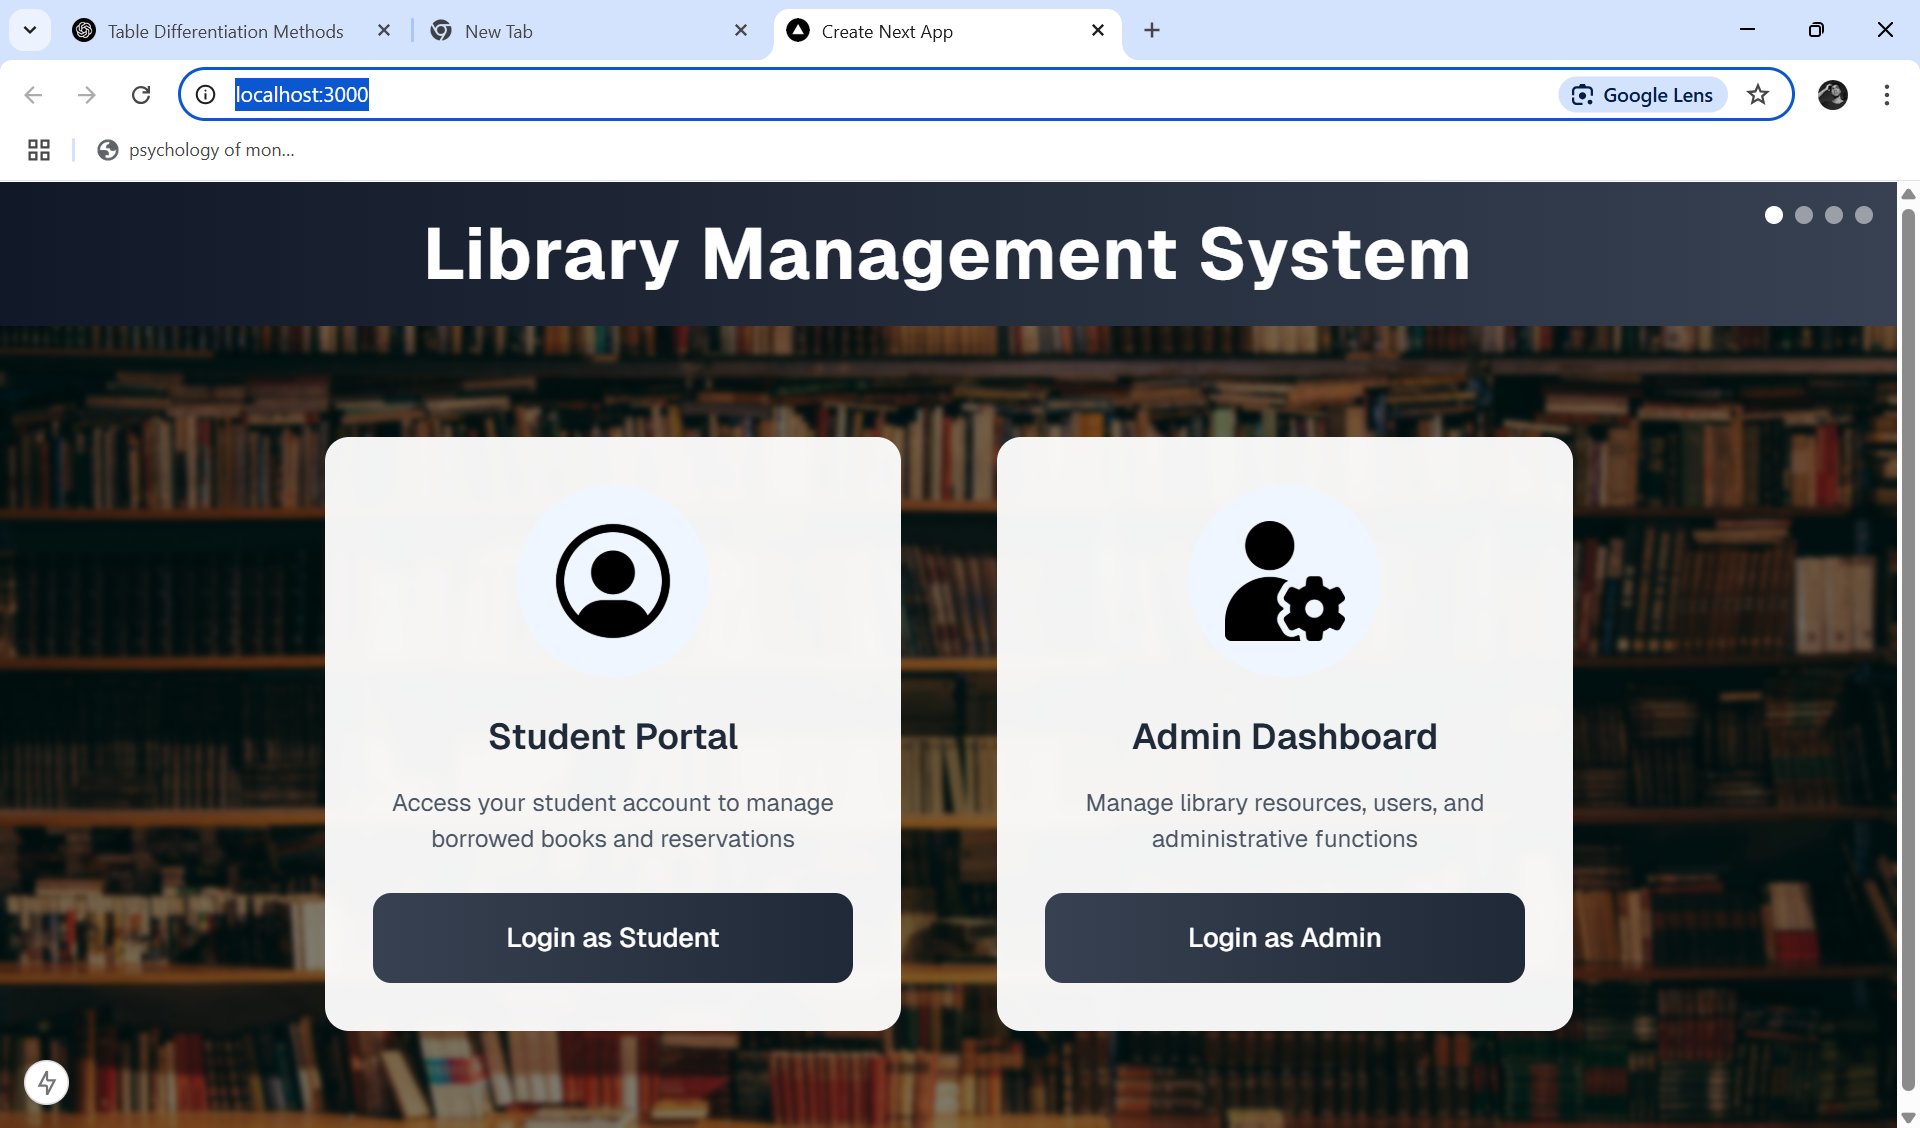 Table Differentiation Methods
New Tab
Create Next App
localhost:3000
Google Lens
psychology of mon...
Library Management System
Student Portal
Access your student account to manage
borrowed books and reservations
Login as Student
Admin Dashboard
Manage library resources, users, and
administrative functions
Login as Admin